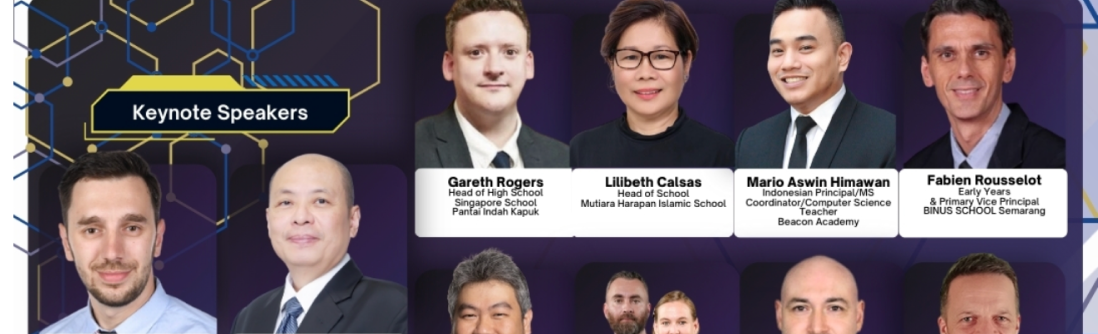 Keynote Speakers
Gareth Rogers
Head of High School
Singapore School
Pantai Indah Kapuk
Lilibeth Calsas
Head of School
Mutiara Harapan Islamic School
Mario Aswin Himawan
Indonesian Principal/MS
Coordinator/Computer Science
Teacher
Beacon Academy
Fabien Rousselot
Early Years
& Primary Vice Principal
BINUS SCHOOL Semarang